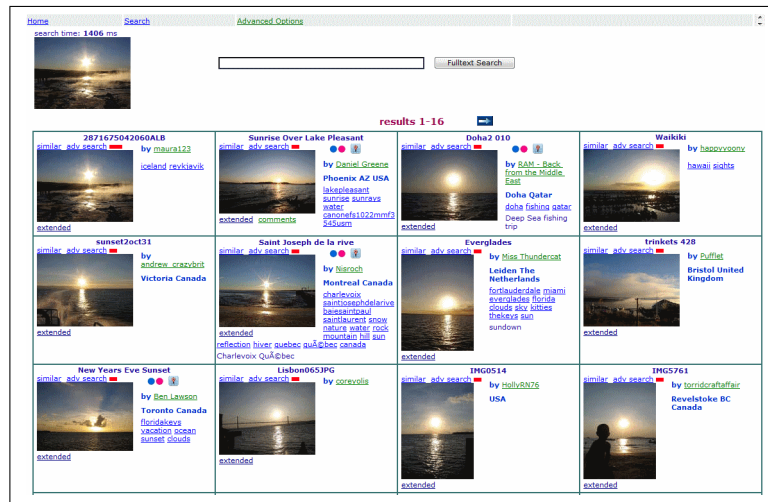 Home Search Advanced Options
search time: 1406 ms
Fulltext Search
results 1-16
2871675042060ALB
similar adv search
by maura123
iceland reykjavik
extended
Sunrise Over Lake Pleasant
similar adv search
by Daniel Greene
Phoenix AZ USA
lakepleasant
sunrise sunrays
water
canonefs1022mmf3
545usm
extended comments
Doha2 010
similar adv search
by RAM - Back
from the Middle
East
Doha Qatar
doha fishing qatar
Deep Sea fishing
trip
extended
Waikiki
similar adv search
by happyyoony
hawaii sights
extended
sunset2oct31
similar adv search
by
andrew_crazybrit
Victoria Canada
extended
Saint Joseph de la rive
similar adv search
by Nisroch
Montreal Canada
charlevoix
saintjosephdelarive
baiesaintpaul
saintlaurent snow
nature water rock
mountain hill sun
extended
reflection hiver quebec quÃ©bec canada
Charlevoix QuÃ©bec
Everglades
similar adv search
by Miss Thundercat
Leiden The
Netherlands
fortlauderdale miami
everglades florida
clouds sky kitties
thekeys sun
sundown
extended
trinkets 428
similar adv search
by Pufflet
Bristol United
Kingdom
extended
New Years Eve Sunset
similar adv search
by Ben Lawson
Toronto Canada
floridakeys
vacation ocean
sunset clouds
extended
Lisbon065JPG
similar adv search
by corevolis
extended
IMG0514
similar adv search
by HollyRN76
USA
extended
IMG5761
similar adv search
by torridcraftaffair
Revelstoke BC
Canada
extended